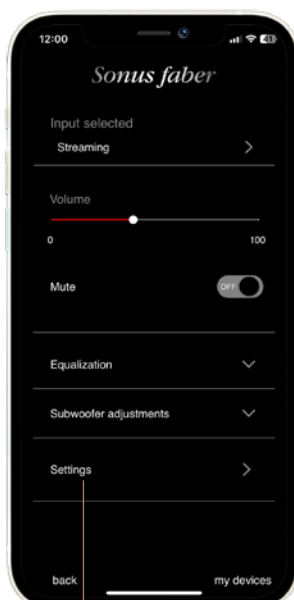 12:00
41
Sonus faber
Input selected
Streaming
Volume
0 100
Mute OFF
Equalization
Subwoofer adjustments
Settings
back my devices